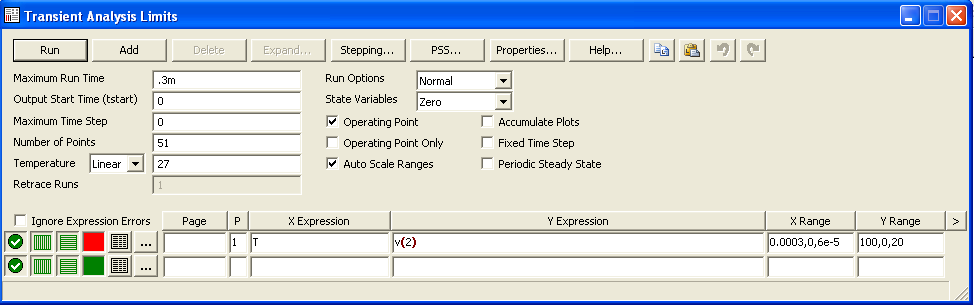 Transient Analysis Limits
Run Add Delete Expand... Stepping... PSS... Properties... Help...
Maximum Run Time .3m Run Options Normal
Output Start Time (tstart) 0 State Variables Zero
Maximum Time Step 0 Operating Point Accumulate Plots
Number of Points 51 Operating Point Only Fixed Time Step
Temperature Linear 27 Auto Scale Ranges Periodic Steady State
Retrace Runs 1
Ignore Expression Errors Page P X Expression Y Expression X Range Y Range >
... 1 T v(2) 0.0003,0,6e-5 100,0,20
...